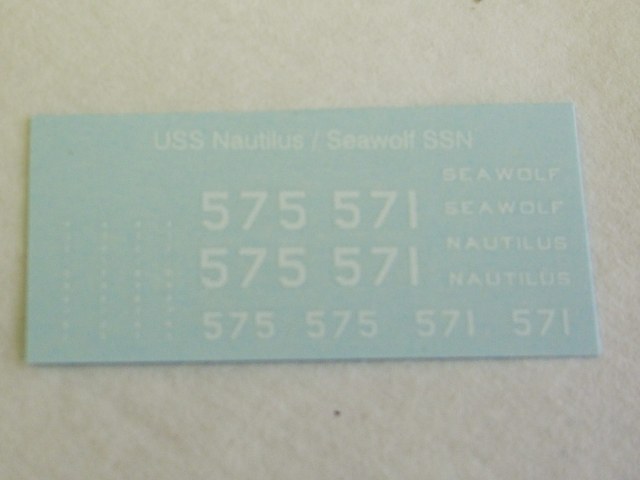 USS Nautilus / Seawolf SSN
SEAWOLF
575 571 SEAWOLF
NAUTILUS
575 571 NAUTILUS
575 575 571 571